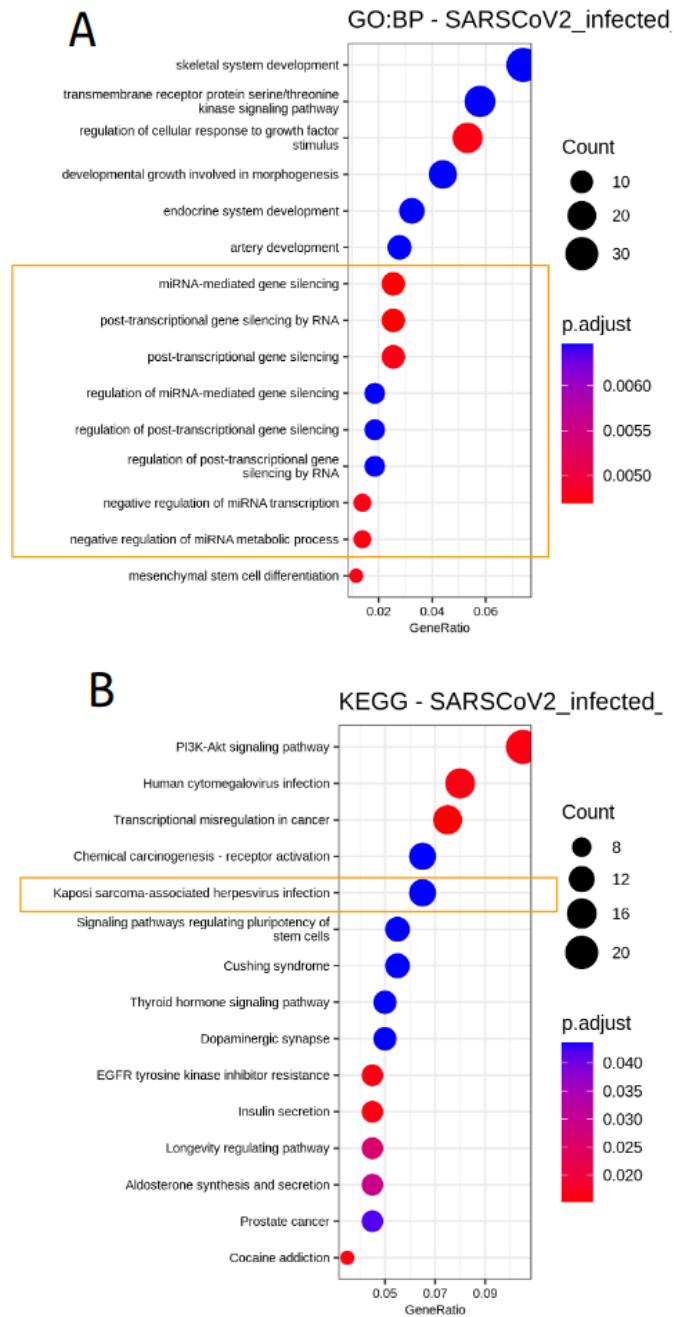 A
GO:BP - SARSCoV2_infected_
skeletal system development
transmembrane receptor protein serine/threonine
kinase signaling pathway
regulation of cellular response to growth factor
stimulus
developmental growth involved in morphogenesis
endocrine system development
artery development
miRNA-mediated gene silencing
post-transcriptional gene silencing by RNA
post-transcriptional gene silencing
regulation of miRNA-mediated gene silencing
regulation of post-transcriptional gene silencing
regulation of post-transcriptional gene
silencing by RNA
negative regulation of miRNA transcription
negative regulation of miRNA metabolic process
mesenchymal stem cell differentiation
0.02 0.04 0.06
GeneRatio
Count
10
20
30
p.adjust
0.0060
0.0055
0.0050
B
KEGG - SARSCoV2_infected_
PI3K-Akt signaling pathway
Human cytomegalovirus infection
Transcriptional misregulation in cancer
Chemical carcinogenesis - receptor activation
Kaposi sarcoma-associated herpesvirus infection
Signaling pathways regulating pluripotency of
stem cells
Cushing syndrome
Thyroid hormone signaling pathway
Dopaminergic synapse
EGFR tyrosine kinase inhibitor resistance
Insulin secretion
Longevity regulating pathway
Aldosterone synthesis and secretion
Prostate cancer
Cocaine addiction
0.05 0.07 0.09
GeneRatio
Count
8
12
16
20
p.adjust
0.040
0.035
0.030
0.025
0.020